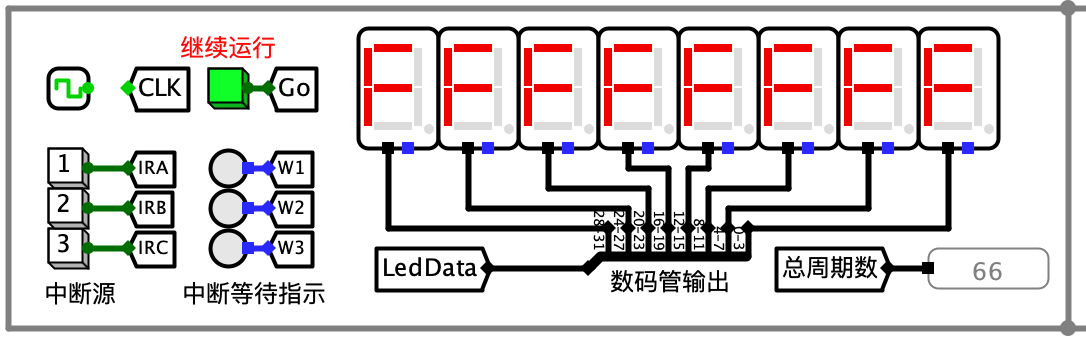 继续运行
CLK
Go
FFFFFFFF
1 IRA W1
2 IRB W2
3 IRC W3
中断源
中断等待指示
28-31
24-27
20-23
16-19
12-15
8-11
4-7
0-3
LedData
数码管输出
总周期数
66